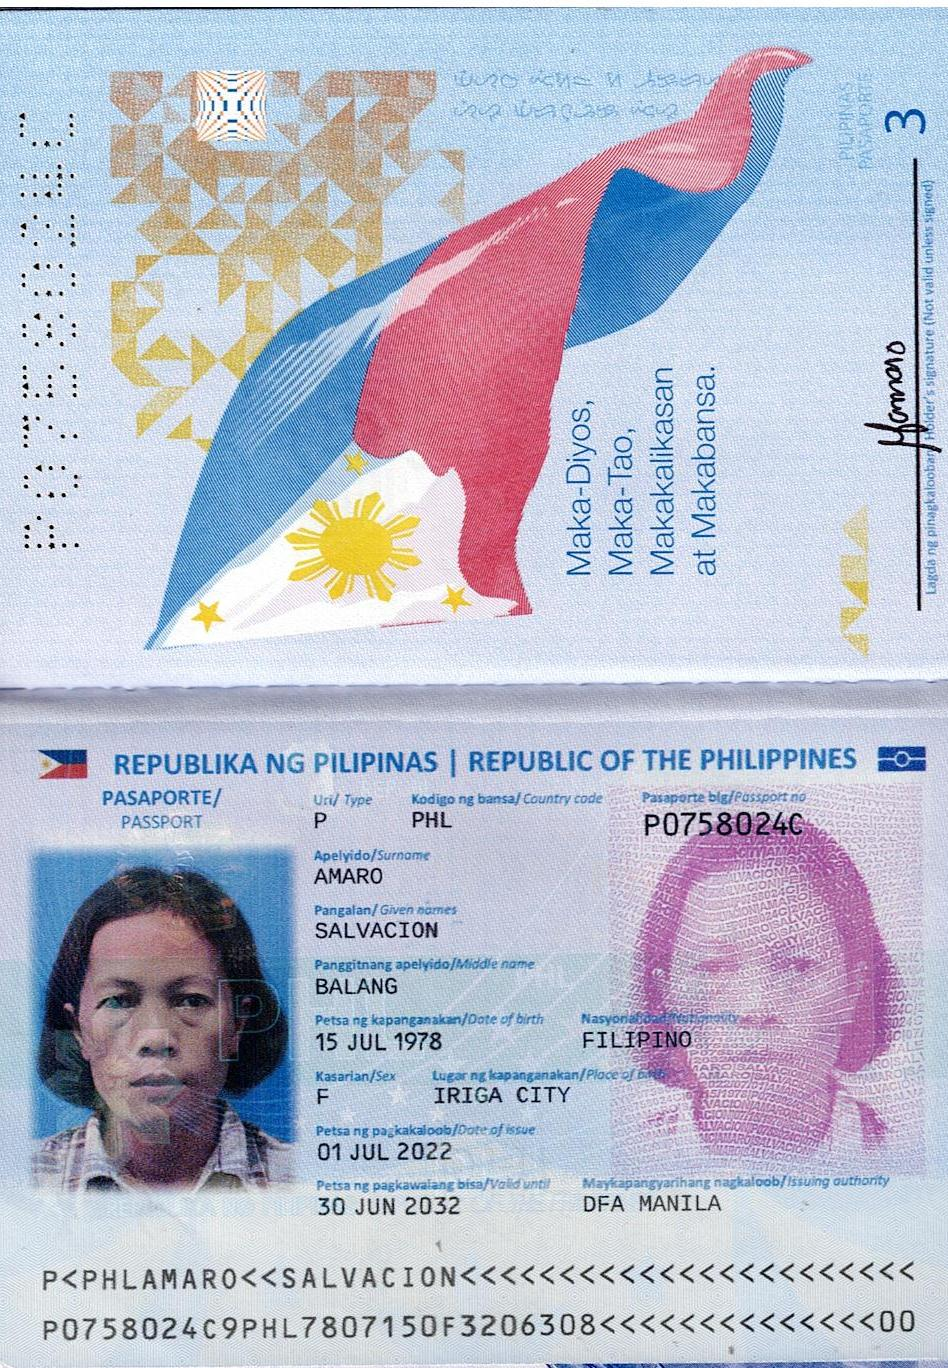 P0758024C
PILIPINAS
PASAPORTE
3
Maka-Diyos,
Maka-Tao,
Makakalikasan
at Makabansa.
Lagda ng pinagkalooban/Holder's signature (Not valid unless signed)
REPUBLIKA NG PILIPINAS | REPUBLIC OF THE PHILIPPINES
PASAPORTE/
PASSPORT
Uri/ Type
Kodigo ng bansa/ Country code
Pasaporte blg/Passport no
P
PHL
P0758024C
Apelyido/Surname
AMARO
Pangalan/ Given names
SALVACION
Panggitnang apelyido/Middle name
BALANG
Petsa ng kapanganakan/Date of birth
Nasyonalidad/Nationality
15 JUL 1978
FILIPINO
Kasarian/Sex
Lugar ng kapanganakan/Place of birth
F
IRIGA CITY
Petsa ng pagkakaloob/Date of issue
01 JUL 2022
Petsa ng pagkawalang bisa/Valid until
Maykapangyarihang nagkaloob/Issuing authority
30 JUN 2032
DFA MANILA
P<PHLAMARO<<SALVACION<<<<<<<<<<<<<<<<<<<<<<<
P0758024C9PHL7807150F3206308<<<<<<<<<<<<<<00